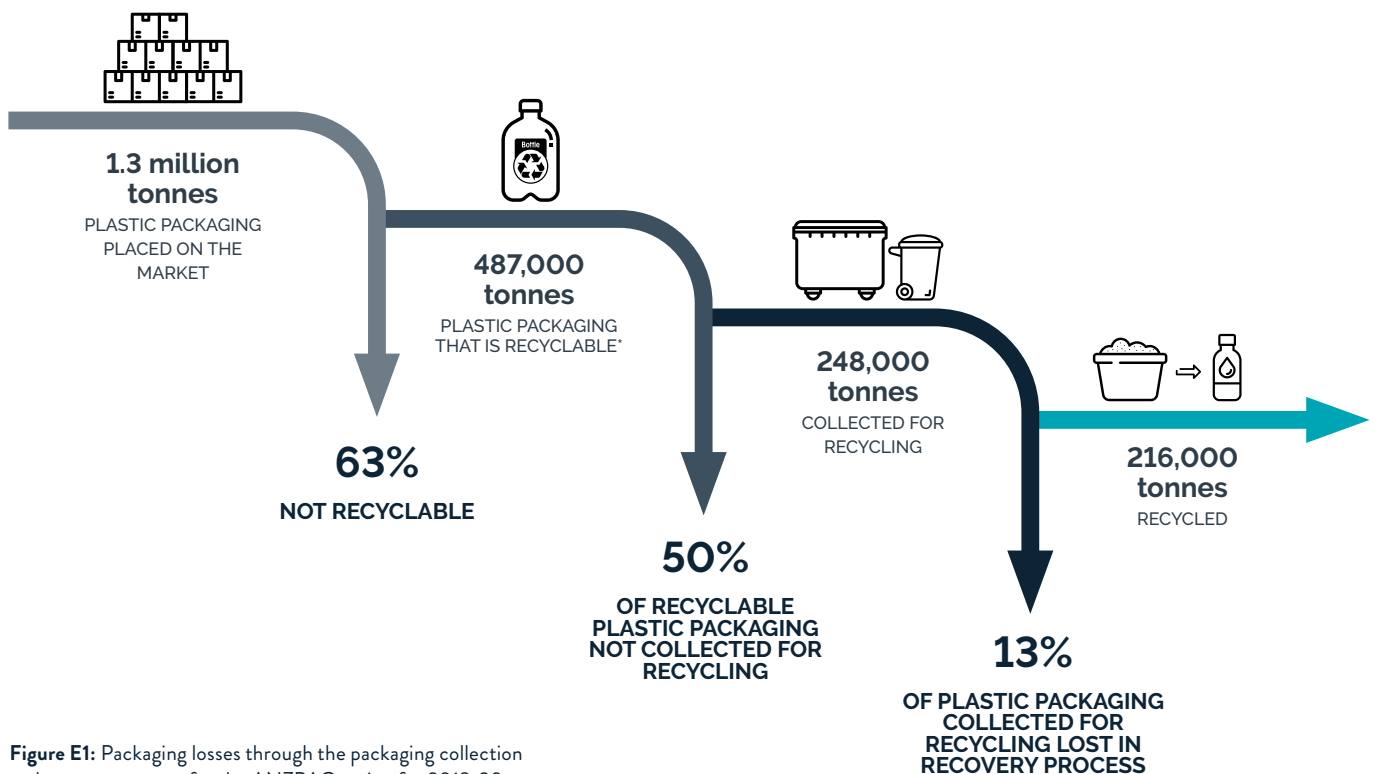 1.3 million
tonnes
PLASTIC PACKAGING
PLACED ON THE
MARKET
63%
NOT RECYCLABLE
Bottle
487,000
tonnes
PLASTIC PACKAGING
THAT IS RECYCLABLE*
50%
OF RECYCLABLE
PLASTIC PACKAGING
NOT COLLECTED FOR
RECYCLING
248,000
tonnes
COLLECTED FOR
RECYCLING
13%
OF PLASTIC PACKAGING
COLLECTED FOR
RECYCLING LOST IN
RECOVERY PROCESS
216,000
tonnes
RECYCLED
Figure E1: Packaging losses through the packaging collection